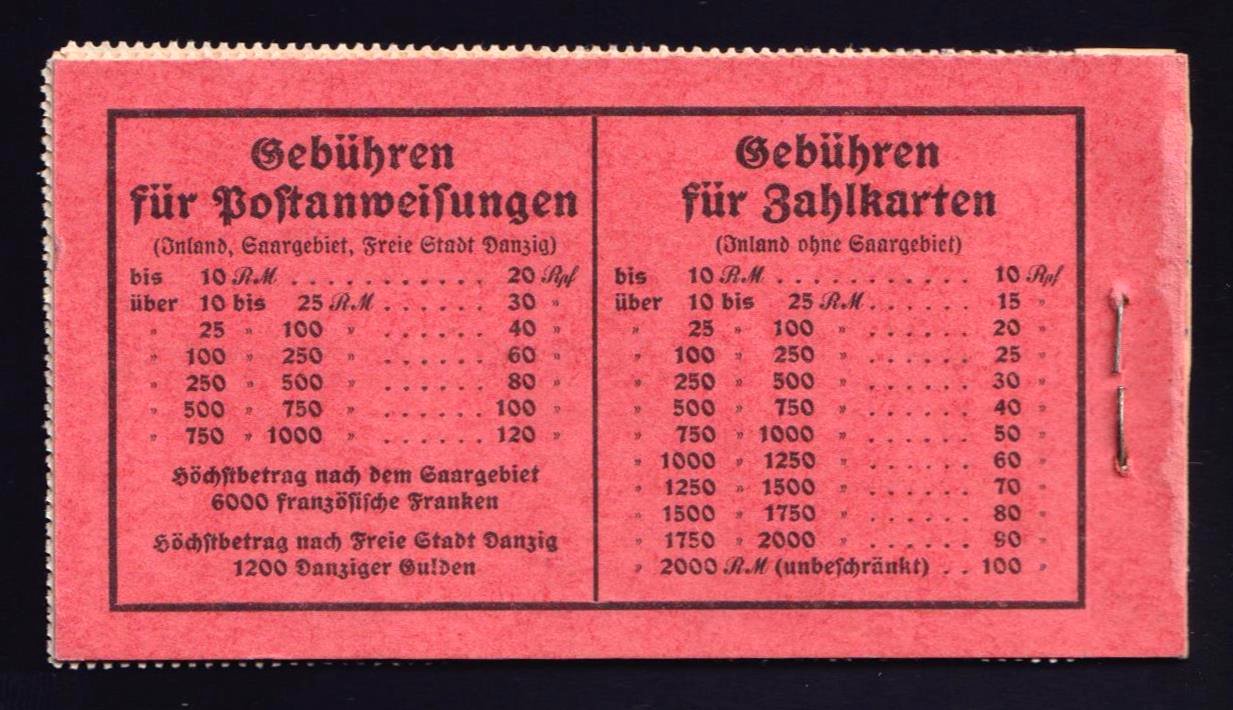 Gebühren
für Postanweisungen
(Inland, Saargebiet, Freie Stadt Danzig)
bis 10 RM . . . . . . . . . . . 20 Rpf
über 10 bis 25 RM . . . . . . 30 "
" 25 " 100 " . . . . . . 40 "
" 100 " 250 " . . . . . . 60 "
" 250 " 500 " . . . . . . 80 "
" 500 " 750 " . . . . . . 100 "
" 750 " 1000 " . . . . . . 120 "
Höchstbetrag nach dem Saargebiet
6000 französische Franken
Höchstbetrag nach Freie Stadt Danzig
1200 Danziger Gulden
Gebühren
für Zahlkarten
(Inland ohne Saargebiet)
bis 10 RM . . . . . . . . . . . 10 Rpf
über 10 bis 25 RM . . . . . . 15 "
" 25 " 100 " . . . . . . 20 "
" 100 " 250 " . . . . . . 25 "
" 250 " 500 " . . . . . . 30 "
" 500 " 750 " . . . . . . 40 "
" 750 " 1000 " . . . . . . 50 "
" 1000 " 1250 " . . . . . . 60 "
" 1250 " 1500 " . . . . . . 70 "
" 1500 " 1750 " . . . . . . 80 "
" 1750 " 2000 " . . . . . . 90 "
" 2000 RM (unbeschränkt) . . 100 "